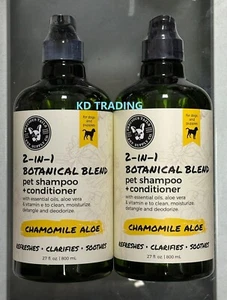 KD TRADING
for dogs
and puppies
2-IN-1
BOTANICAL BLEND
pet shampoo
+conditioner
with essential oils, aloe vera
& vitamin e to clean, moisturize
detangle and deodorize
CHAMOMILE ALOE
REFRESHES • CLARIFIES • SOOTHES
27 fl oz | 800 mL
for dogs
and puppies
2-IN-1
BOTANICAL BLEND
pet shampoo
+conditioner
with essential oils, aloe vera
& vitamin e to clean, moisturize
detangle and deodorize
CHAMOMILE ALOE
REFRESHES • CLARIFIES • SOOTHES
27 fl oz | 800 mL